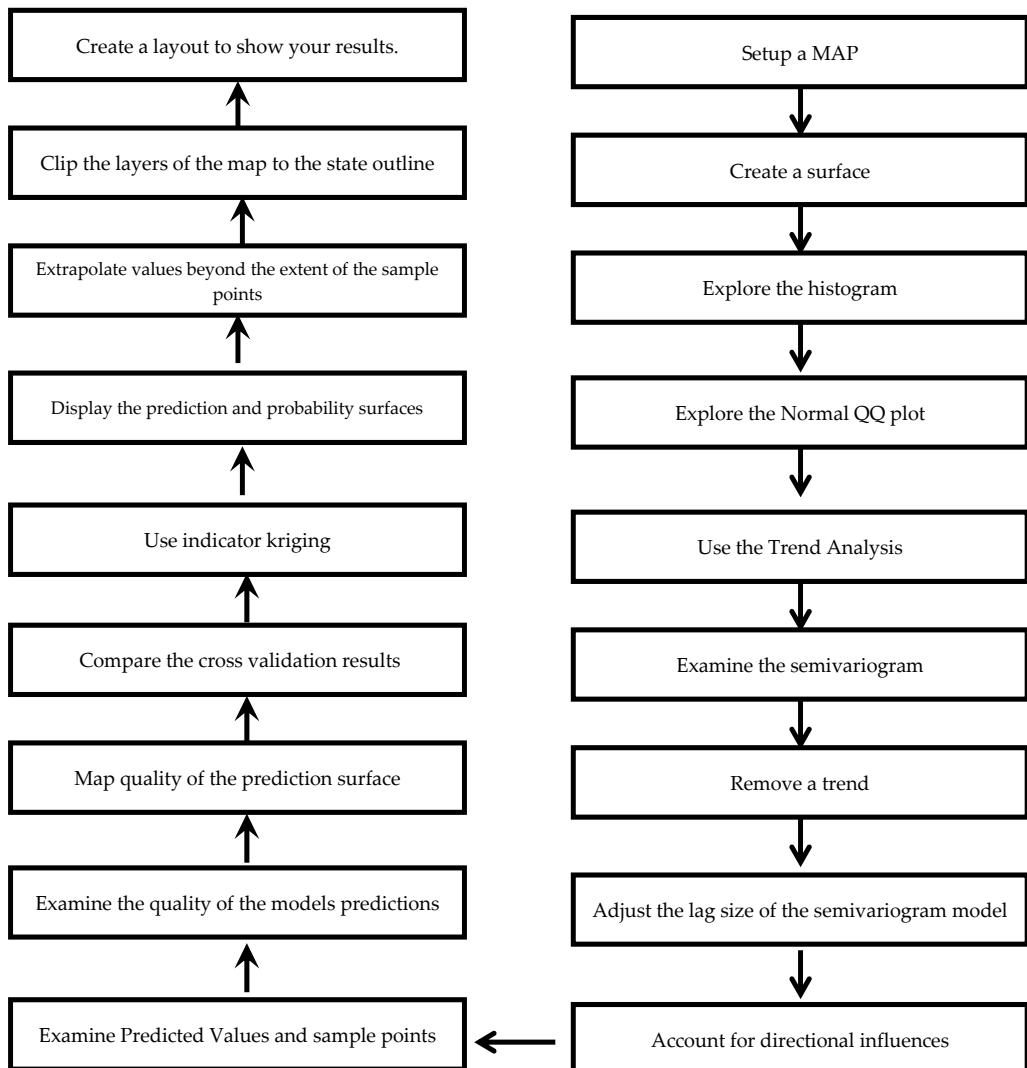 Setup a MAP
Create a surface
Explore the histogram
Explore the Normal QQ plot
Use the Trend Analysis
Examine the semivariogram
Remove a trend
Adjust the lag size of the semivariogram model
Account for directional influences
Examine Predicted Values and sample points
Examine the quality of the models predictions
Map quality of the prediction surface
Compare the cross validation results
Use indicator kriging
Display the prediction and probability surfaces
Extrapolate values beyond the extent of the sample
points
Clip the layers of the map to the state outline
Create a layout to show your results.